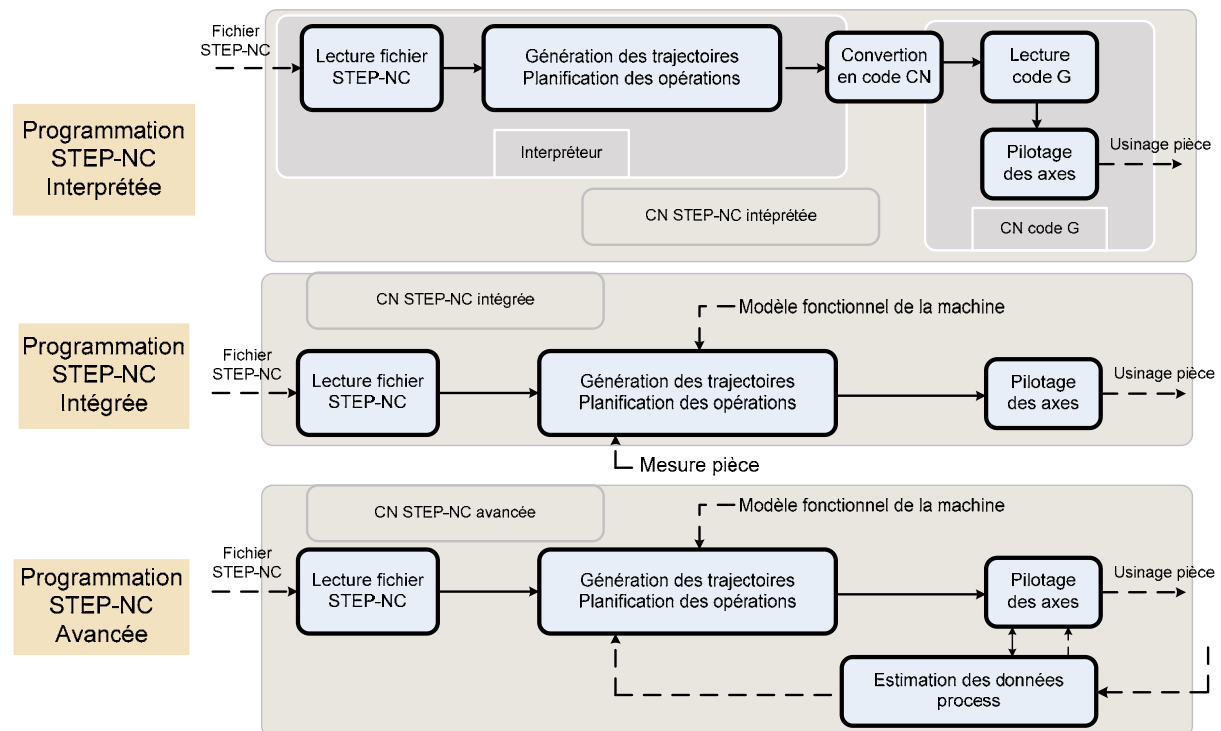 Fichier
STEP-NC
Lecture fichier
STEP-NC
Génération des trajectoires
Planification des opérations
Convertion
en code CN
Lecture
code G
Programmation
STEP-NC
Interprétée
Interpréteur
Pilotage
des axes
Usinage pièce
CN STEP-NC intéprétée
CN code G
CN STEP-NC intégrée
Modèle fonctionnel de la machine
Programmation
STEP-NC
Intégrée
Fichier
STEP-NC
Lecture fichier
STEP-NC
Génération des trajectoires
Planification des opérations
Pilotage
des axes
Usinage pièce
Mesure pièce
CN STEP-NC avancée
Modèle fonctionnel de la machine
Programmation
STEP-NC
Avancée
Fichier
STEP-NC
Lecture fichier
STEP-NC
Génération des trajectoires
Planification des opérations
Pilotage
des axes
Usinage pièce
Estimation des données
process